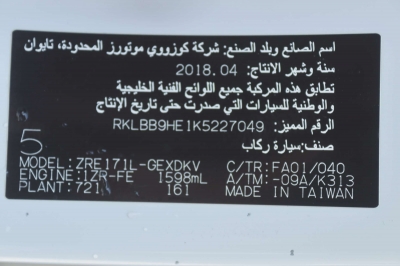 اسم الصانع وبلد الصنع: شركة كوزووي موتورز المحدودة، تايوان
سنة وشهر الانتاج: 2018.04
تطابق هذه المركبة جميع اللوائح الفنية الخليجية
والوطنية للسيارات التي صدرت حتى تاريخ الإنتاج
الرقم المميز: RKLBB9HE1K5227049
صنف: سيارة ركاب
5
MODEL: ZRE171L-GEXDKV C/TR: FA01/040
ENGINE: 1ZR-FE 1598mL A/TM: -09A/K313
PLANT: 721 161 MADE IN TAIWAN